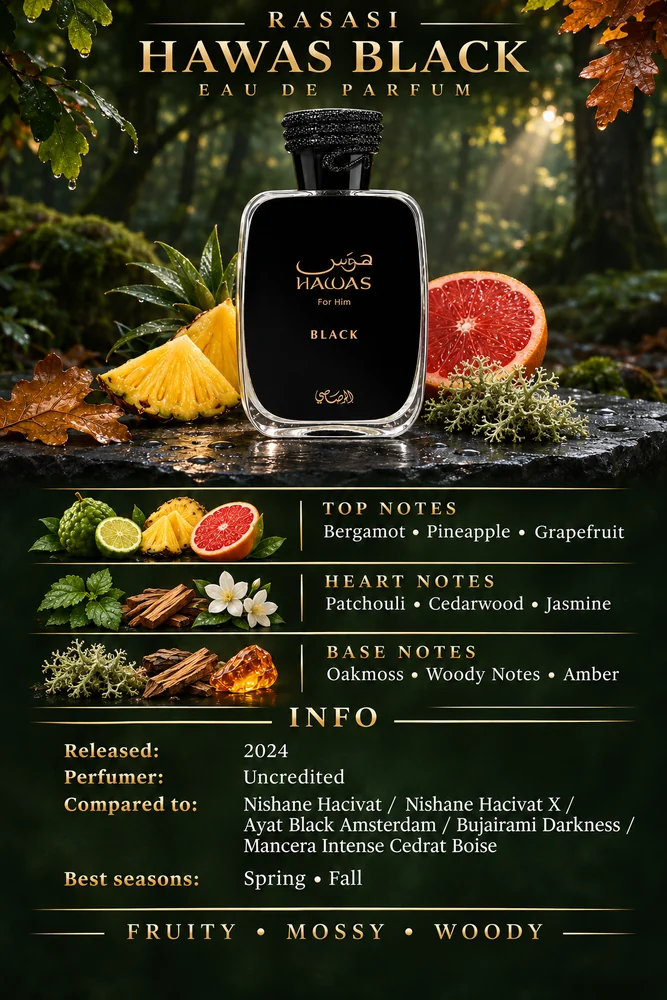 RASASI
HAWAS BLACK
EAU DE PARFUM
هوس
HAWAS
For Him
BLACK
الرصاصي
TOP NOTES
Bergamot • Pineapple • Grapefruit
HEART NOTES
Patchouli • Cedarwood • Jasmine
BASE NOTES
Oakmoss • Woody Notes • Amber
INFO
Released: 2024
Perfumer: Uncredited
Compared to: Nishane Hacivat / Nishane Hacivat X /
Ayat Black Amsterdam / Bujairami Darkness /
Mancera Intense Cedrat Boise
Best seasons: Spring • Fall
FRUITY • MOSSY • WOODY